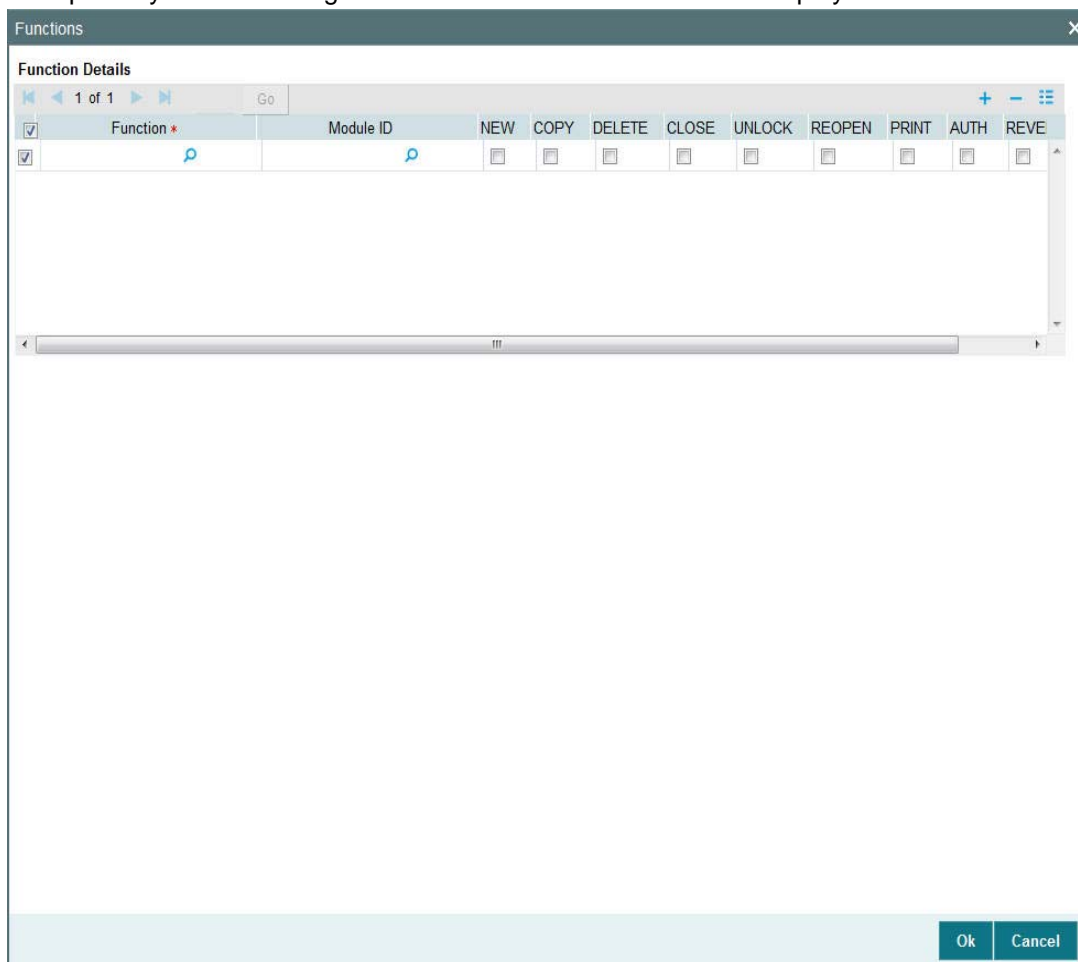 Functions
Function Details
1 of 1 Go
Function * Module ID NEW COPY DELETE CLOSE UNLOCK REOPEN PRINT AUTH REVE
Ok Cancel